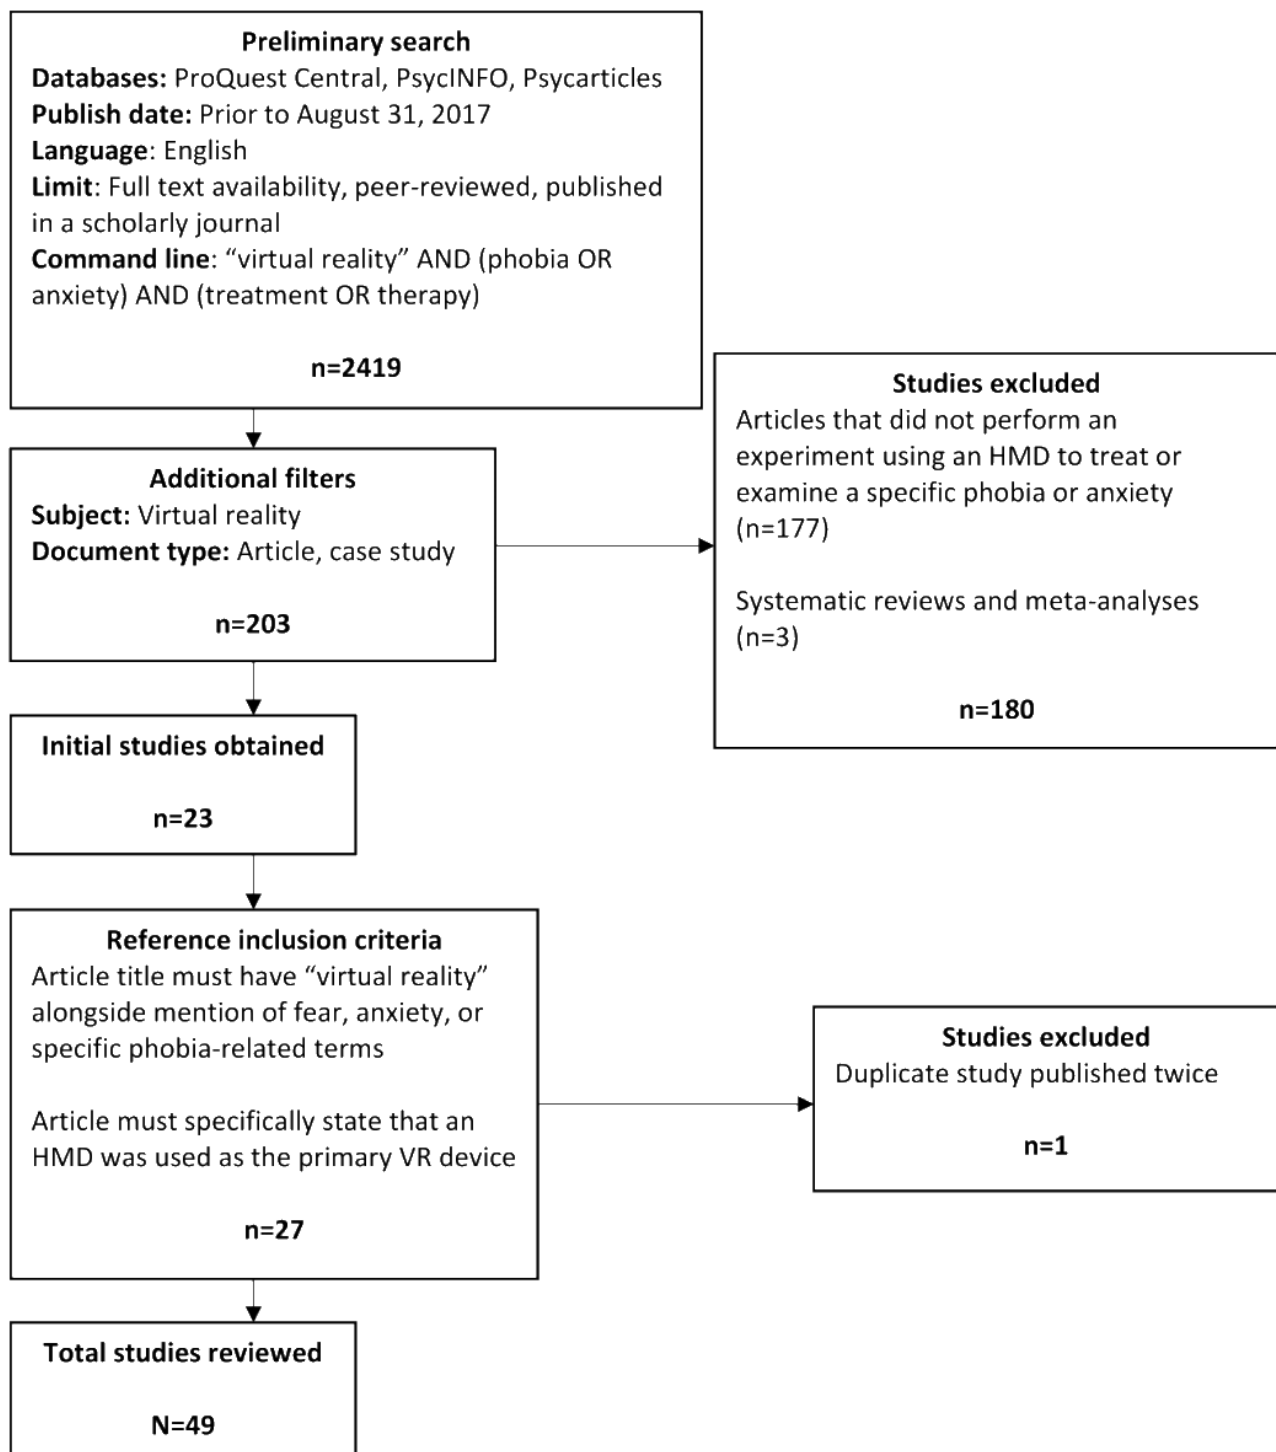 Preliminary search
Databases: ProQuest Central, PsycINFO, Psycarticles
Publish date: Prior to August 31, 2017
Language: English
Limit: Full text availability, peer-reviewed, published
in a scholarly journal
Command line: “virtual reality” AND (phobia OR
anxiety) AND (treatment OR therapy)
n=2419
Additional filters
Subject: Virtual reality
Document type: Article, case study
n=203
Studies excluded
Articles that did not perform an
experiment using an HMD to treat or
examine a specific phobia or anxiety
(n=177)
Systematic reviews and meta-analyses
(n=3)
n=180
Initial studies obtained
n=23
Reference inclusion criteria
Article title must have “virtual reality”
alongside mention of fear, anxiety, or
specific phobia-related terms
Article must specifically state that an
HMD was used as the primary VR device
n=27
Studies excluded
Duplicate study published twice
n=1
Total studies reviewed
N=49